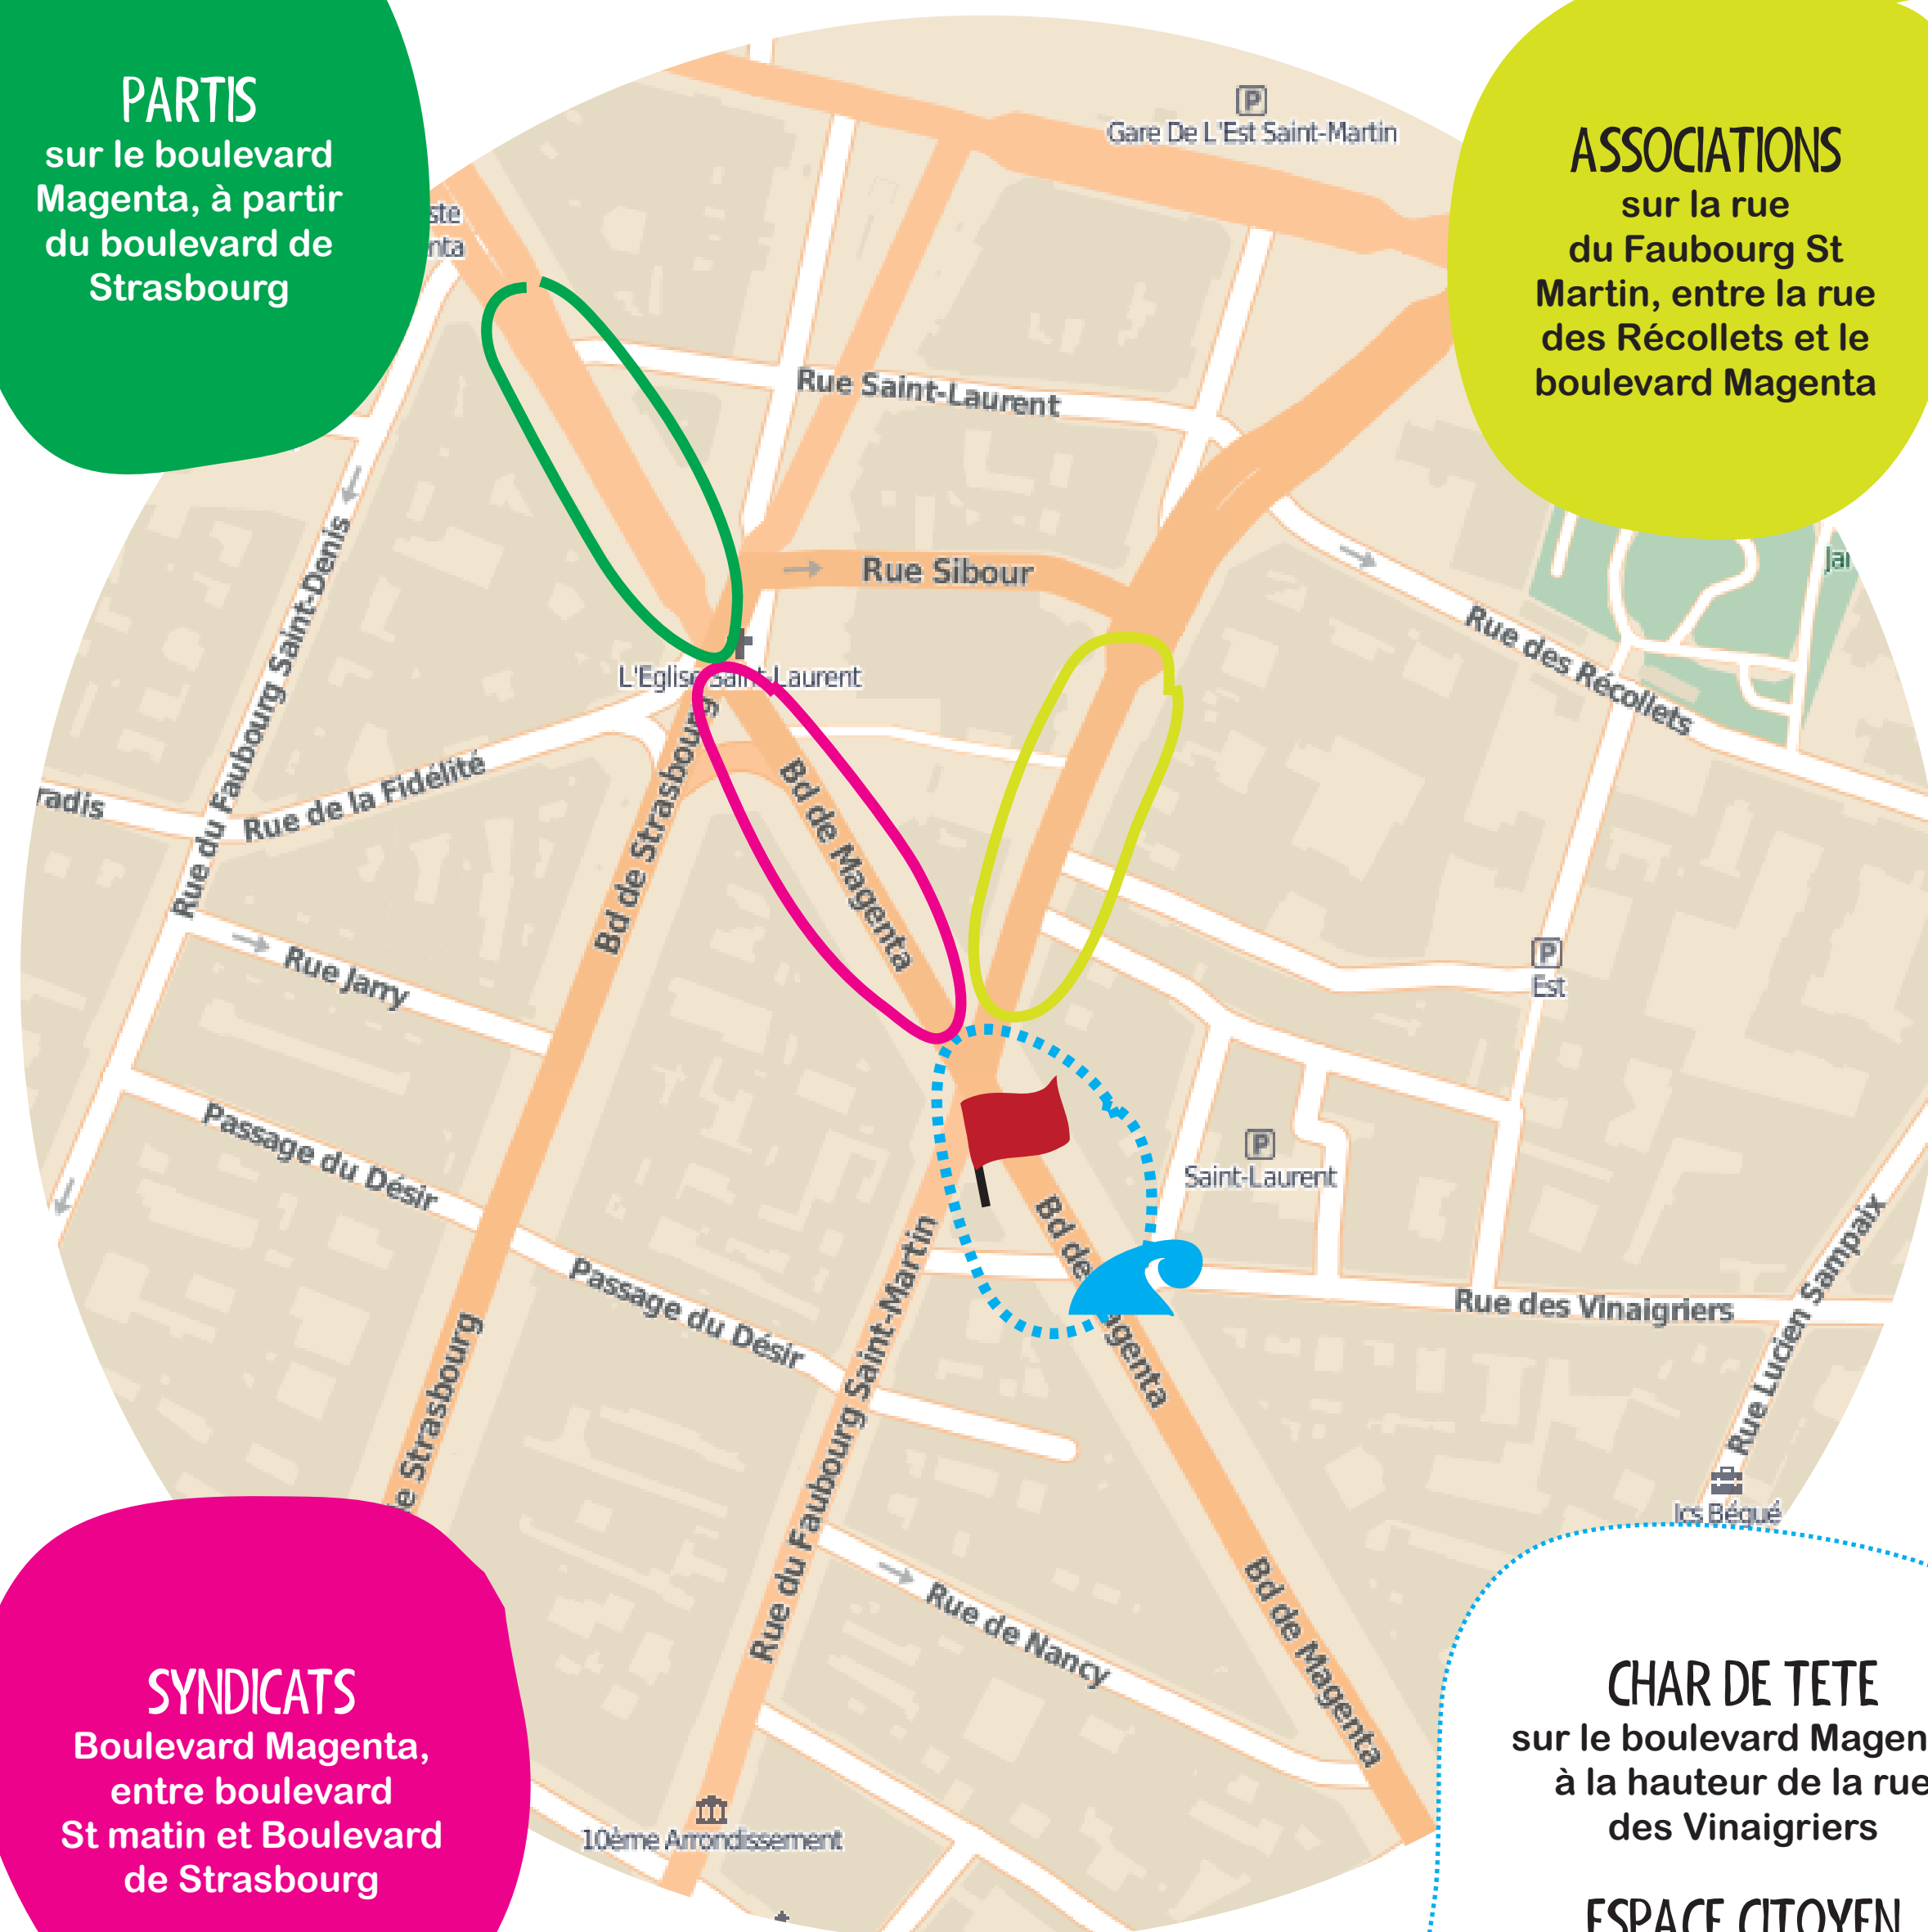 PARTIS
sur le boulevard
Magenta, à partir
du boulevard de
Strasbourg
ASSOCIATIONS
sur la rue
du Faubourg St
Martin, entre la rue
des Récollets et le
boulevard Magenta
P
Gare De L'Est Saint-Martin
ste
nta
Rue Saint-Laurent
Rue Sibour
Rue du Faubourg Saint-Denis
Jar
Rue des Récollets
L'Eglise Saint-Laurent
Rue de la Fidélité
radis
Bd de Strasbourg
Bd de Magenta
Rue Jarry
P
Est
Passage du Désir
P
Saint-Laurent
Bd de Magenta
Passage du Désir
Rue du Faubourg Saint-Martin
Rue des Vinaigriers
Rue Lucien Sampaix
e Strasbourg
Ics Bégué
Rue de Nancy
Bd de Magenta
10ème Arrondissement
SYNDICATS
Boulevard Magenta,
entre boulevard
St matin et Boulevard
de Strasbourg
CHAR DE TETE
sur le boulevard Magen
à la hauteur de la rue
des Vinaigriers
ESPACE CITOYEN